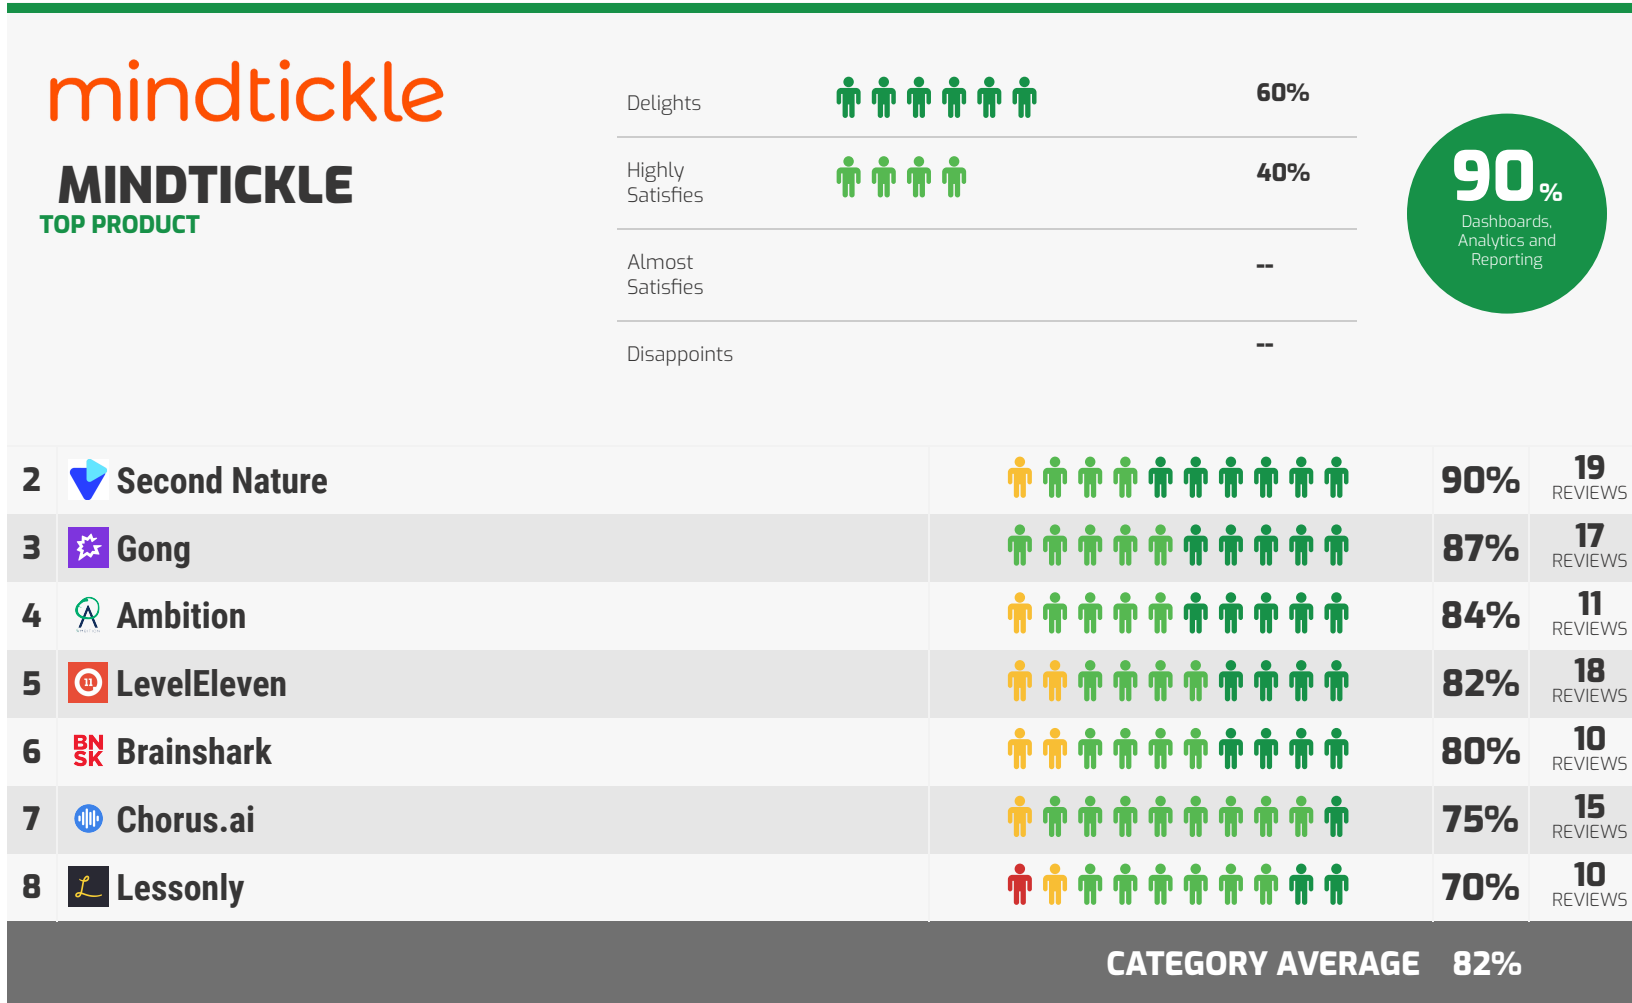 mindtickle
MINDTICKLE
TOP PRODUCT
Delights 60%
Highly
Satisfies 40%
Almost
Satisfies --
Disappoints --
90%
Dashboards,
Analytics and
Reporting
2 Second Nature 90% 19
REVIEWS
3 Gong 87% 17
REVIEWS
4 Ambition 84% 11
REVIEWS
5 11 LevelEleven 82% 18
REVIEWS
6 BN
SK Brainshark 80% 10
REVIEWS
7 Chorus.ai 75% 15
REVIEWS
8 L Lessonly 70% 10
REVIEWS
CATEGORY AVERAGE 82%